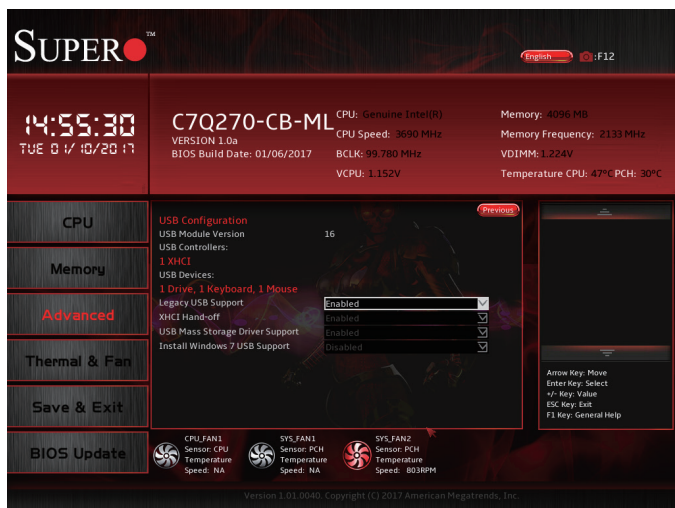 SUPER
TM
English
:F12
14:55:30
TUE 01/10/2017
C7Q270-CB-ML
VERSION 1.0a
BIOS Build Date: 01/06/2017
CPU: Genuine Intel(R)
CPU Speed: 3690 MHz
BCLK: 99.780 MHz
VCPU: 1.152V
Memory: 4096 MB
Memory Frequency: 2133 MHz
VDIMM: 1.224V
Temperature CPU: 47°C PCH: 30°C
CPU
Memory
Advanced
Thermal & Fan
Save & Exit
BIOS Update
Previous
USB Configuration
USB Module Version 16
USB Controllers:
1 XHCI
USB Devices:
1 Drive, 1 Keyboard, 1 Mouse
Legacy USB Support Enabled
XHCI Hand-off Enabled
USB Mass Storage Driver Support Enabled
Install Windows 7 USB Support Disabled
Arrow Key: Move
Enter Key: Select
+/- Key: Value
ESC Key: Exit
F1 Key: General Help
CPU_FAN1
Sensor: CPU
Temperature
Speed: NA
SYS_FAN1
Sensor: PCH
Temperature
Speed: NA
SYS_FAN2
Sensor: PCH
Temperature
Speed: 803RPM
Version 1.01.0040. Copyright (C) 2017 American Megatrends, Inc.